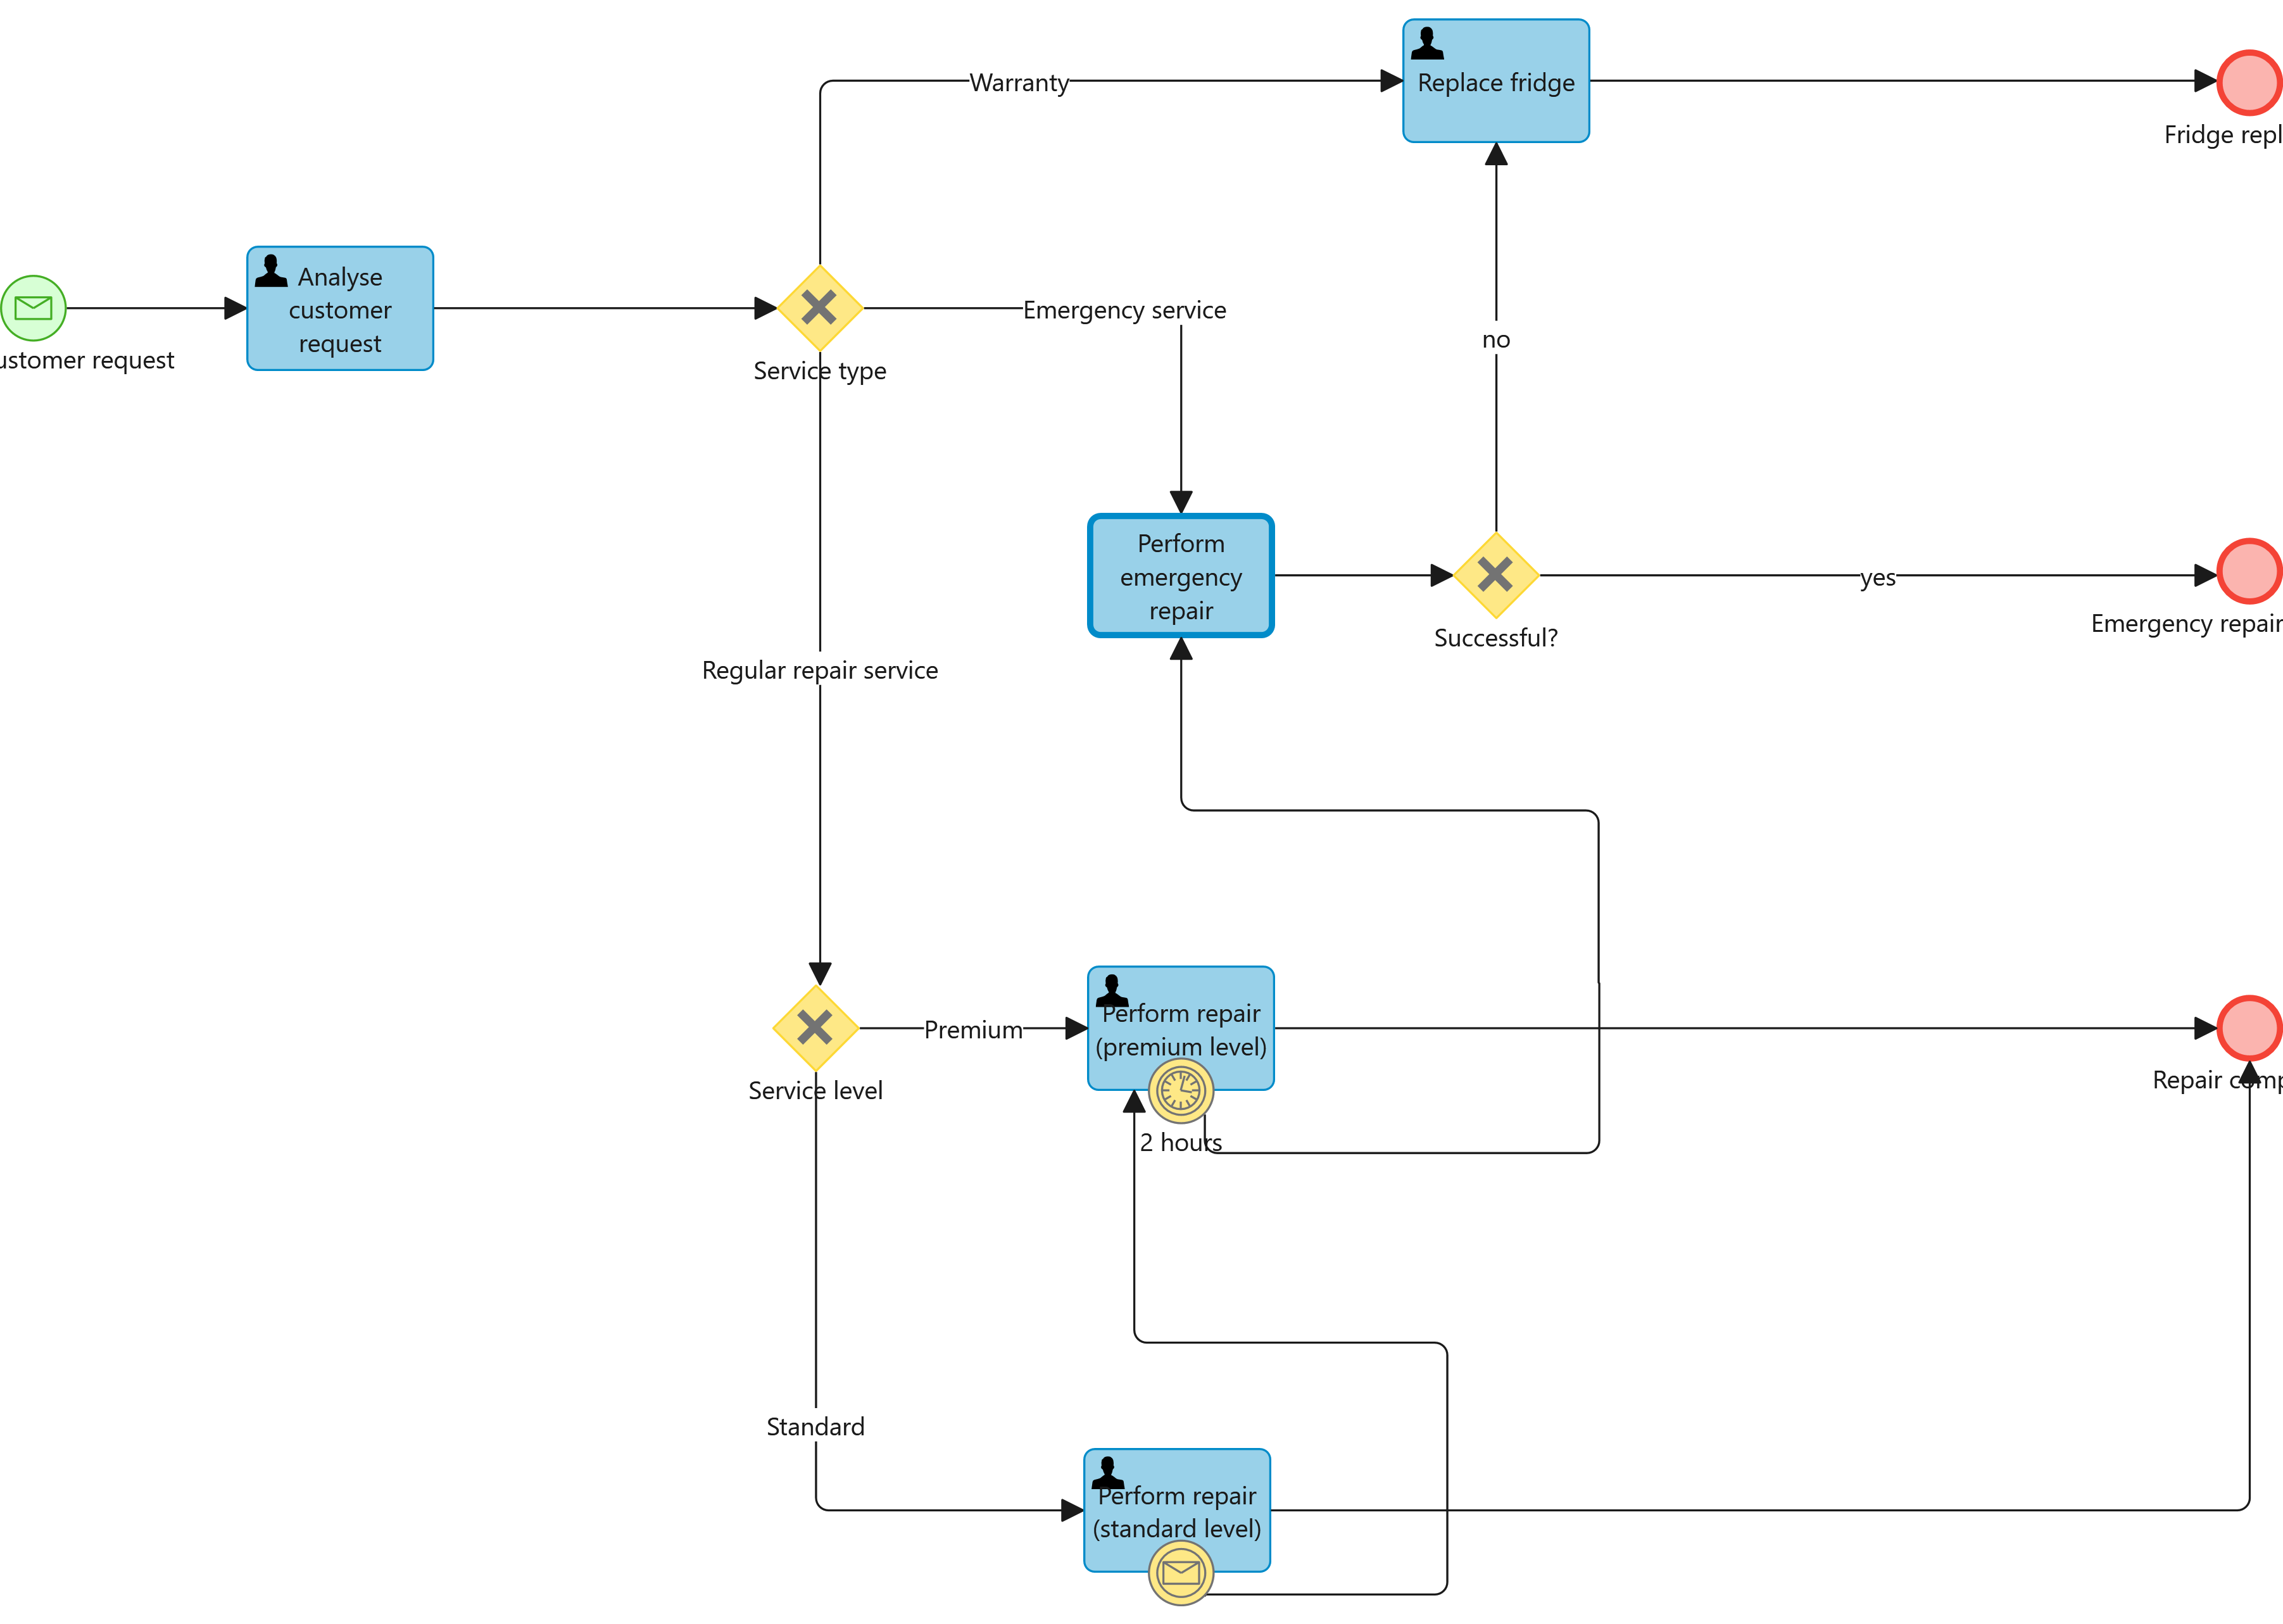 Warranty
Replace fridge
Fridge repl
Analyse
customer
request
ustomer request
Service type
Emergency service
no
Perform
emergency
repair
Successful?
yes
Emergency repair
Regular repair service
Service level
Premium
Perform repair
(premium level)
2 hours
Repair comp
Standard
Perform repair
(standard level)